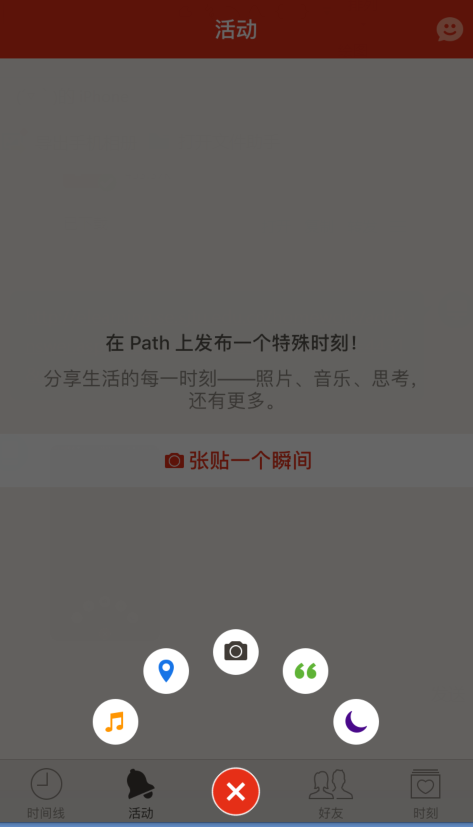 活动
在 Path 上发布一个特殊时刻！
分享生活的每一时刻——照片、音乐、思考，
还有更多。
张贴一个瞬间
时间线
活动
好友
时刻